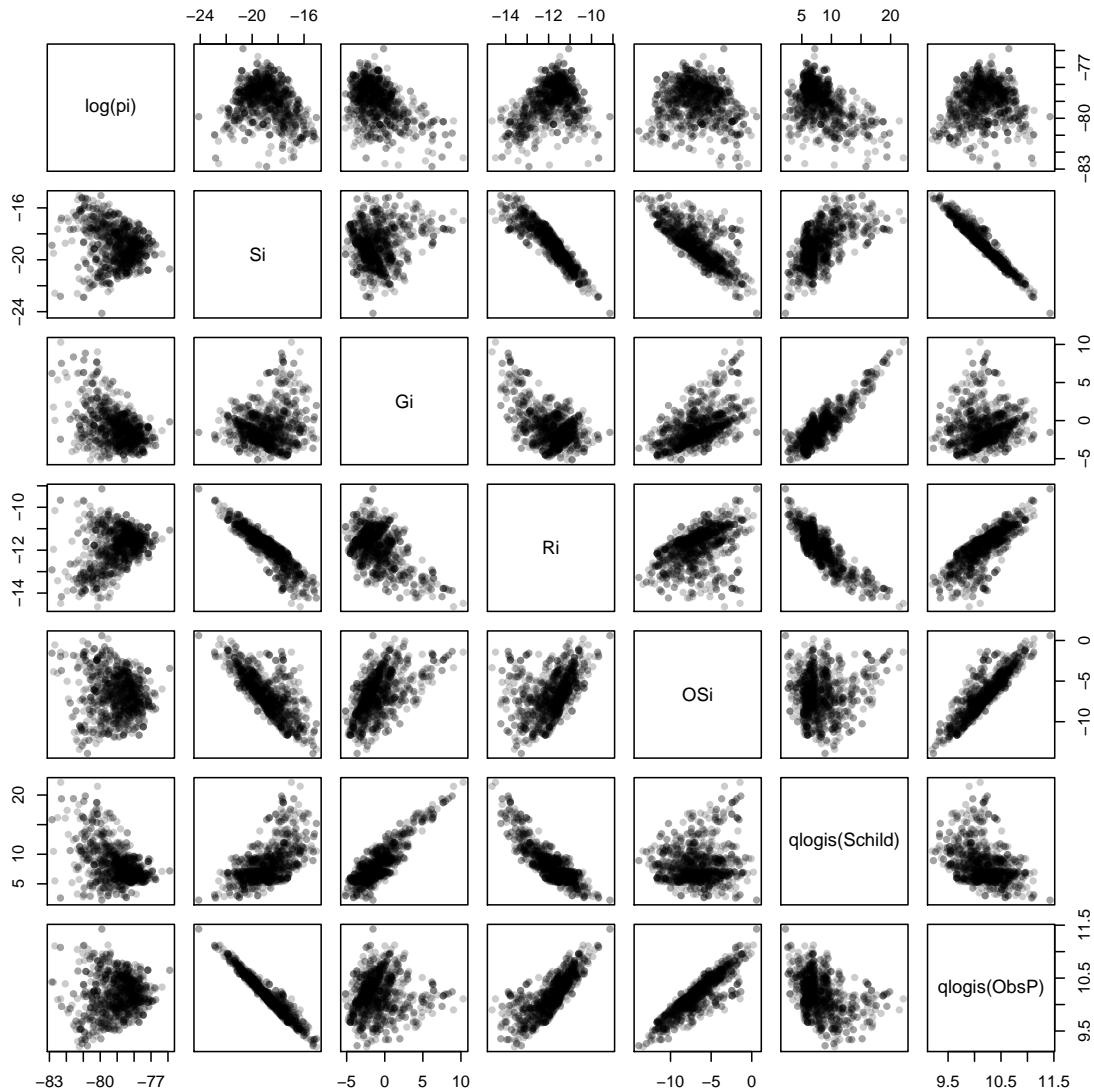 −24 −20 −16 −14 −12 −10 5 10 20
log(pi) −77 −80 −83
−16 −20 −24 Si
Gi 10 5 0 −5
−10 −12 −14 Ri
OSi 0 −5 −10
20 10 5 qlogis(Schild)
qlogis(ObsP) 11.5 10.5 9.5
−83 −80 −77 −5 0 5 10 −10 −5 0 9.5 10.5 11.5